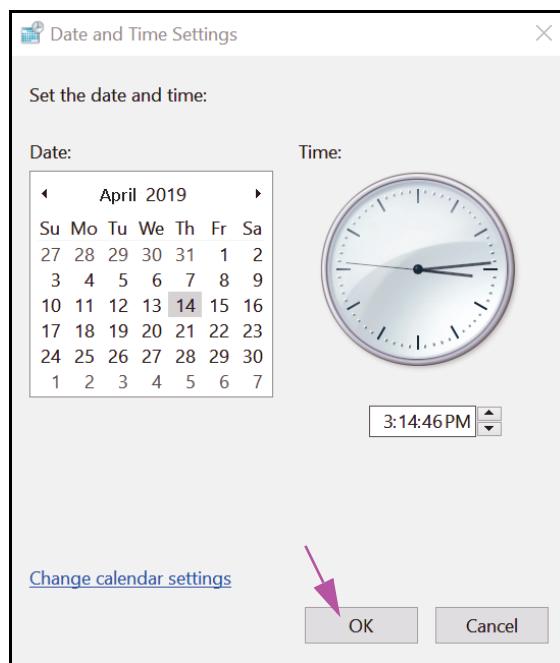 Date and Time Settings
Set the date and time:
Date:
Time:
April 2019
Su Mo Tu We Th Fr Sa
27 28 29 30 31 1 2
3 4 5 6 7 8 9
10 11 12 13 14 15 16
17 18 19 20 21 22 23
24 25 26 27 28 29 30
1 2 3 4 5 6 7
3:14:46 PM
Change calendar settings
OK
Cancel